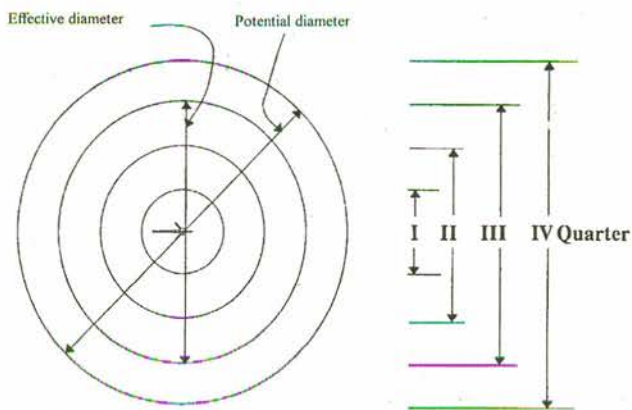 Effective diameter
Potential diameter
I II III IV Quarter